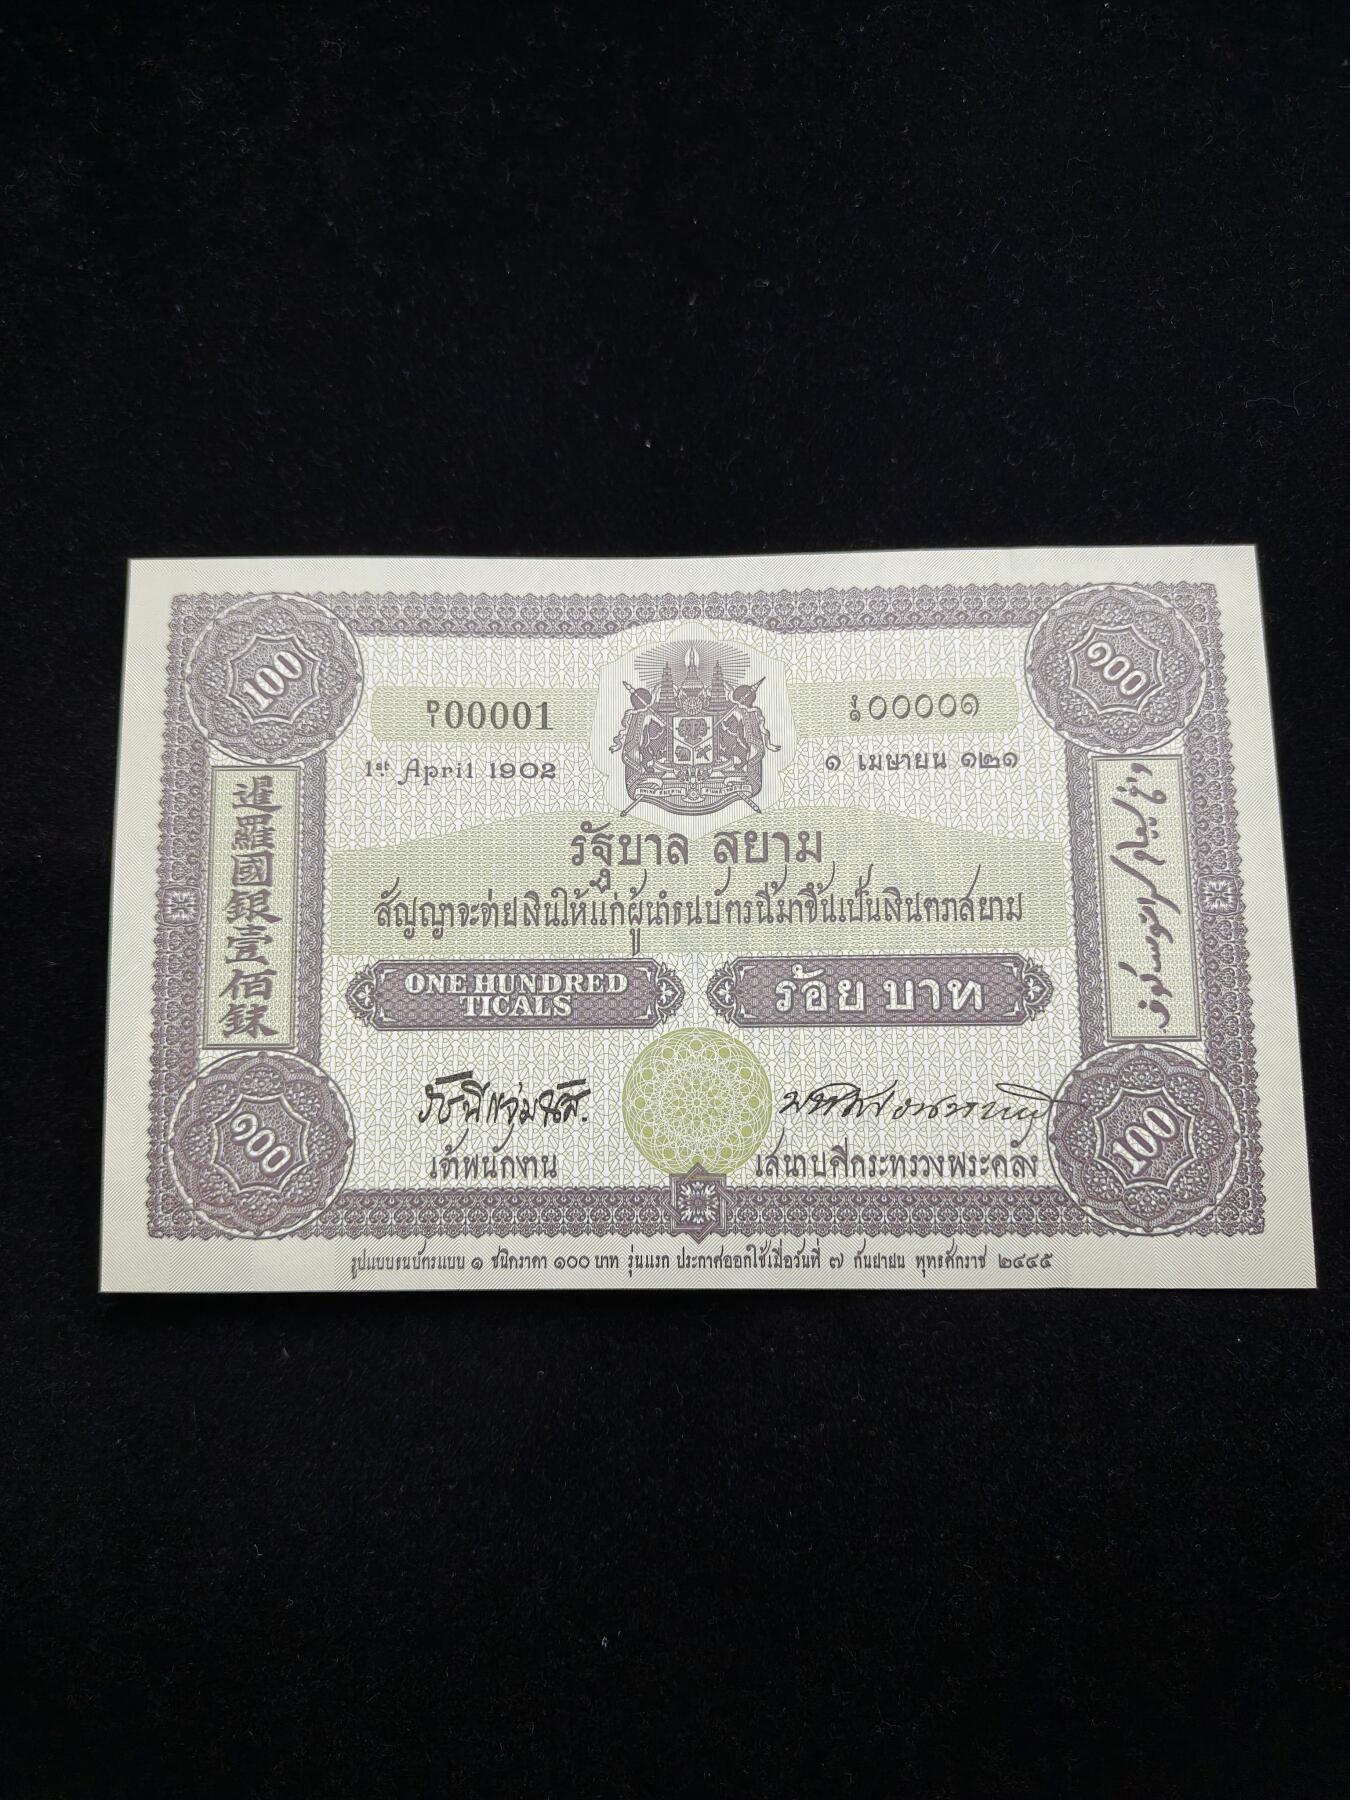 100
๑๐๐
D/1 00001
ง/๑ ๐๐๐๐๑
1st April 1902
๑ เมษายน ๑๒๑
暹羅國銀壹佰銖
รัฐบาล สยาม
สัญญาจะจ่ายเงินให้แก่ผู้นำธนบัตรนี้มาขึ้นเป็นเงินตราสยาม
ONE HUNDRED
TICALS
ร้อย บาท
เจ้าพนักงาน
เสนาบดีกระทรวงพระคลัง
๑๐๐
100
รูปแบบธนบัตรแบบ ๑ ชนิดราคา ๑๐๐ บาท รุ่นแรก ประกาศออกใช้เมื่อวันที่ ๗ กันยายน พุทธศักราช ๒๔๔๕